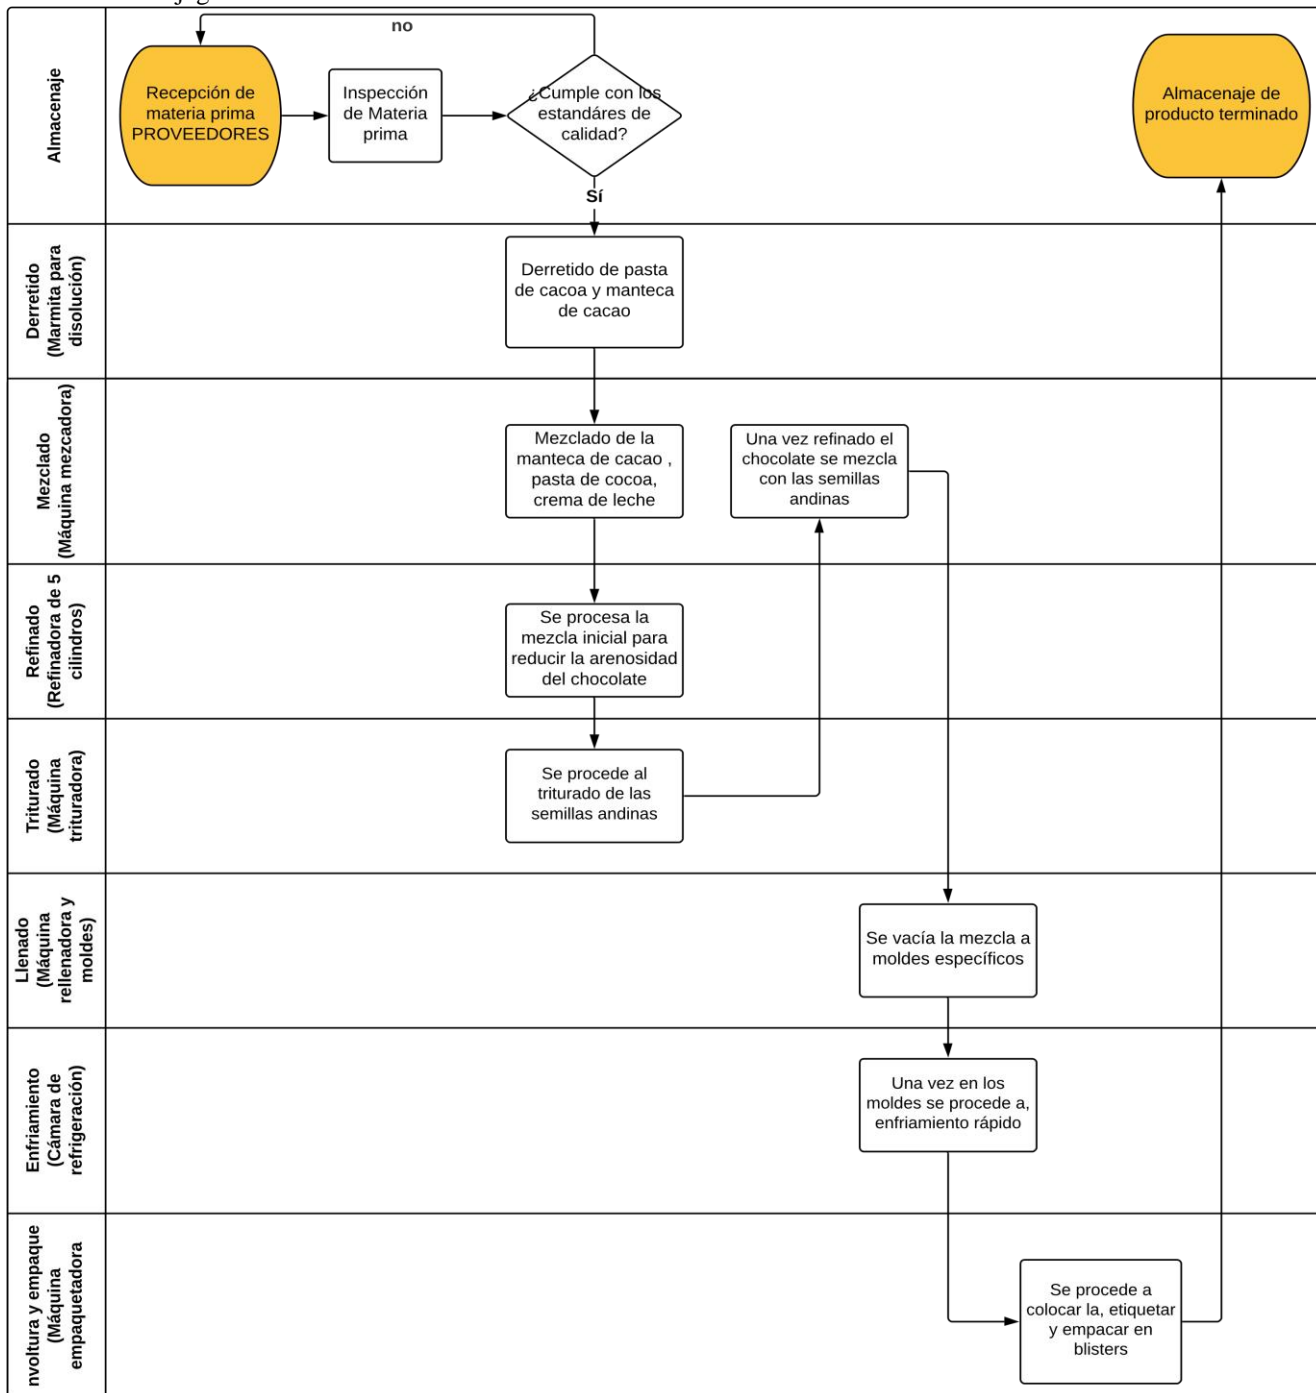 no
Almacenaje
Recepción de
materia prima
PROVEEDORES
Inspección
de Materia
prima
¿Cumple con los
estandáres de
calidad?
Sí
Almacenaje de
producto terminado
Derretido
(Marmita para
disolución)
Derretido de pasta
de cacoa y manteca
de cacao
Mezclado
(Máquina mezcadora)
Mezclado de la
manteca de cacao ,
pasta de cocoa,
crema de leche
Una vez refinado el
chocolate se mezcla
con las semillas
andinas
Refinado
(Refinadora de 5
cilindros)
Se procesa la
mezcla inicial para
reducir la arenosidad
del chocolate
Triturado
(Máquina
trituradora)
Se procede al
triturado de las
semillas andinas
Llenado
(Máquina
rellenadora y
moldes)
Se vacía la mezcla a
moldes específicos
Enfriamiento
(Cámara de
refrigeración)
Una vez en los
moldes se procede a,
enfriamiento rápido
nvoltura y empaque
(Máquina
empaquetadora
Se procede a
colocar la, etiquetar
y empacar en
blisters